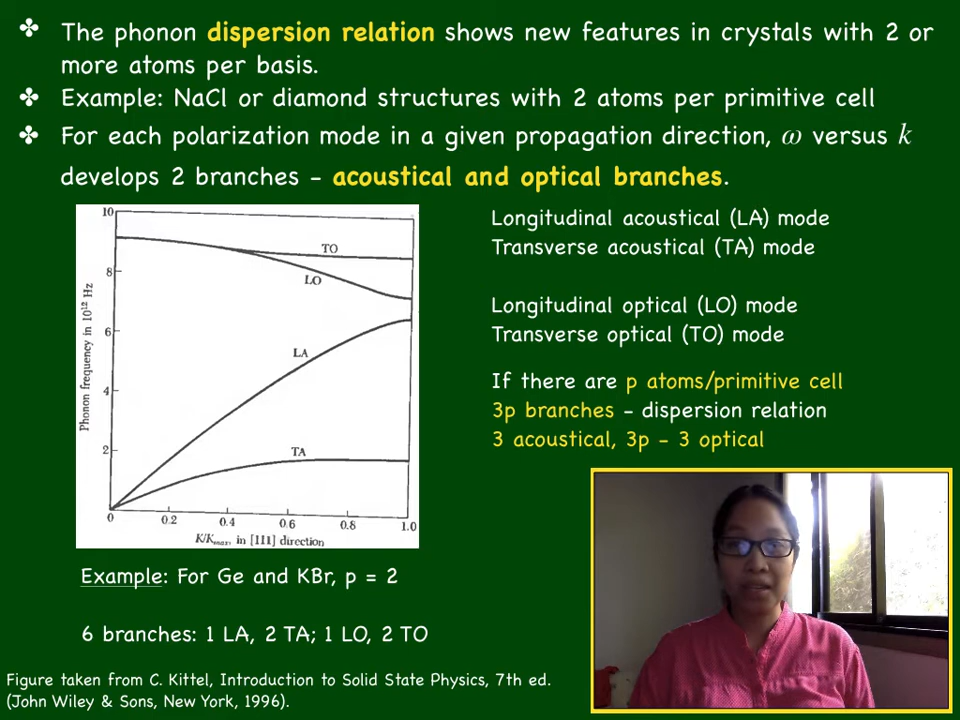 ✤ The phonon dispersion relation shows new features in crystals with 2 or
more atoms per basis.
✤ Example: NaCl or diamond structures with 2 atoms per primitive cell
✤ For each polarization mode in a given propagation direction, ω versus k
develops 2 branches - acoustical and optical branches.
Longitudinal acoustical (LA) mode
Transverse acoustical (TA) mode
Longitudinal optical (LO) mode
Transverse optical (TO) mode
If there are p atoms/primitive cell
3p branches - dispersion relation
3 acoustical, 3p - 3 optical
10
8
6
4
2
0
Phonon frequency in 10¹² Hz
TO
LO
LA
TA
0 0.2 0.4 0.6 0.8 1.0
K/Kmax, in [111] direction
Example: For Ge and KBr, p = 2
6 branches: 1 LA, 2 TA; 1 LO, 2 TO
Figure taken from C. Kittel, Introduction to Solid State Physics, 7th ed.
(John Wiley & Sons, New York, 1996).